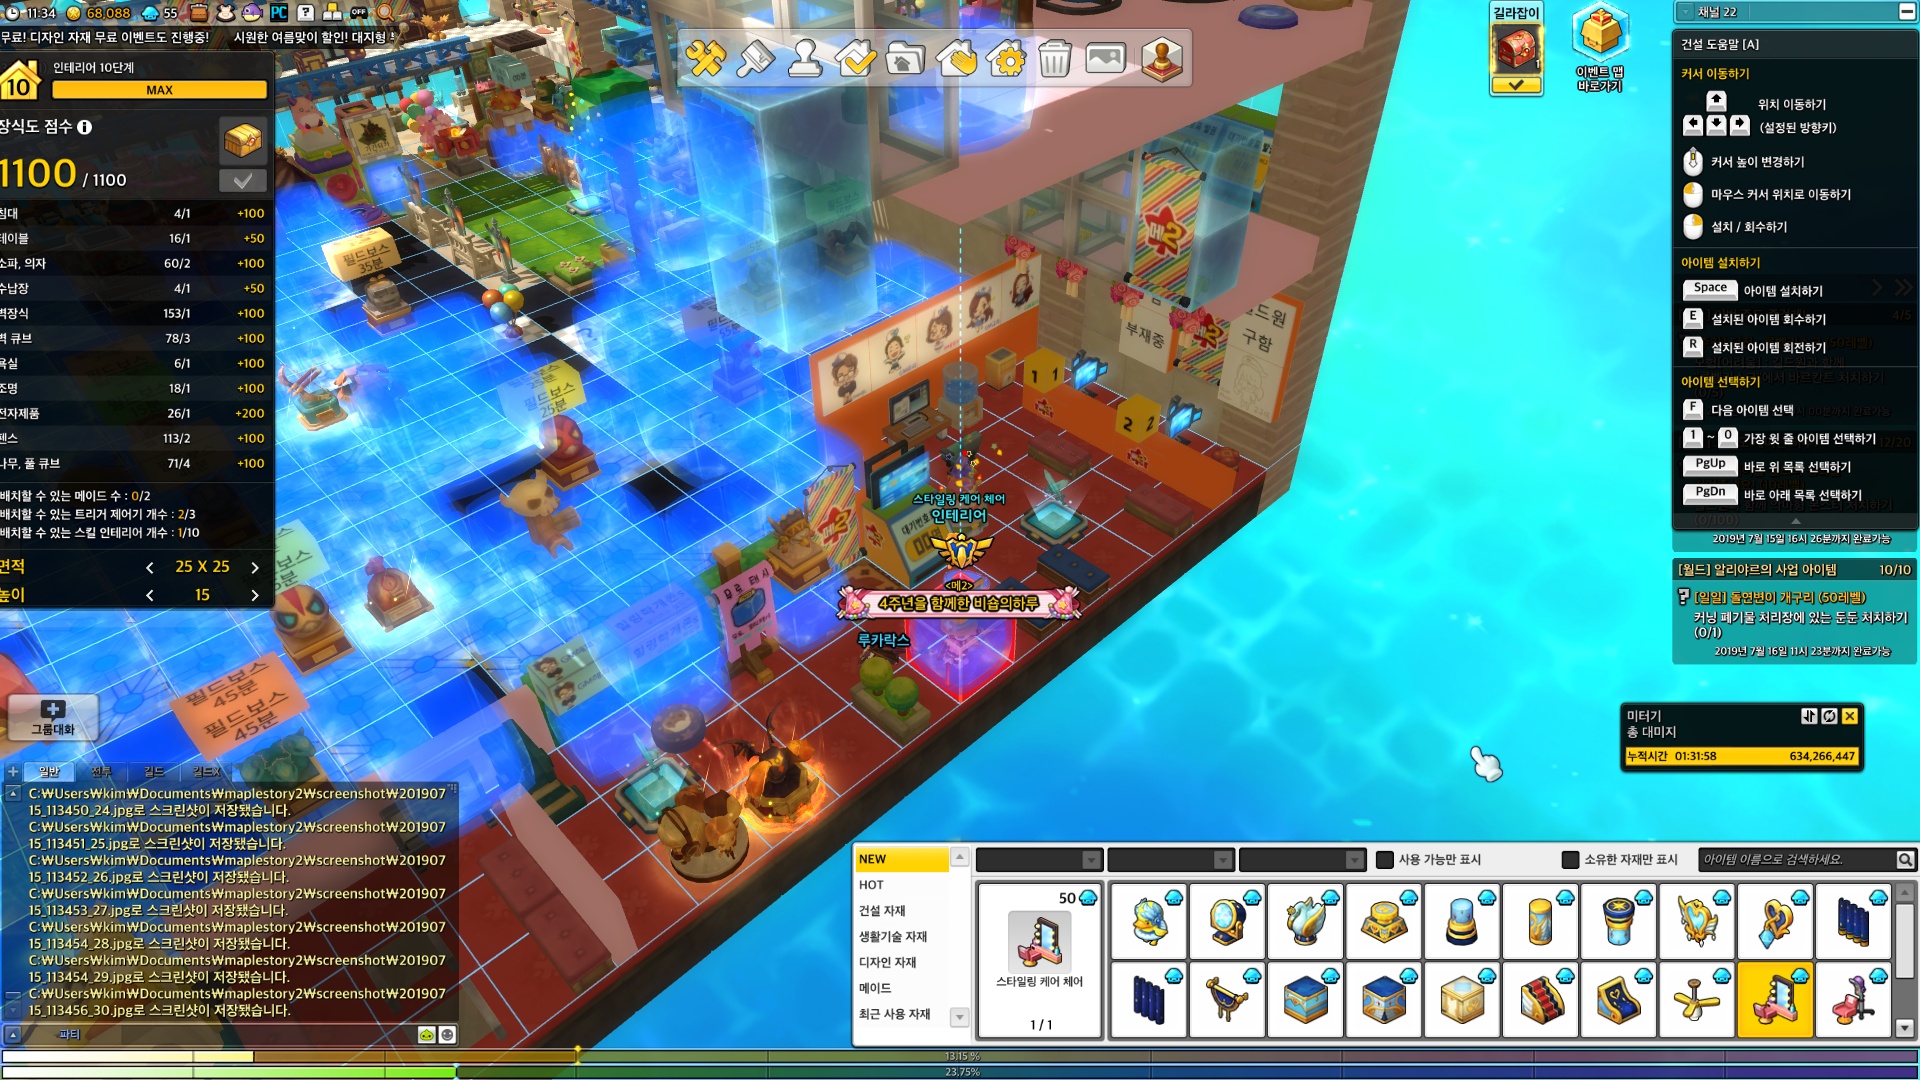 11:34 68,088 55 PC OFF
무료! 디자인 자재 무료 이벤트도 진행중! 시원한 여름맞이 할인! 대지형
10
인테리어 10단계
MAX
장식도 점수
1100 / 1100
침대 4/1 +100
테이블 16/1 +50
소파, 의자 60/2 +100
수납장 4/1 +50
벽장식 153/1 +100
벽 큐브 78/3 +100
욕실 6/1 +100
조명 18/1 +100
전자제품 26/1 +200
펜스 113/2 +100
나무, 풀 큐브 71/4 +100
배치할 수 있는 메이드 수 : 0/2
배치할 수 있는 트리거 제어기 개수 : 2/3
배치할 수 있는 스킬 인테리어 개수 : 1/10
면적 25 X 25
높이 15
길라잡이
1
이벤트 맵
바로가기
채널 22
건설 도움말 [A]
커서 이동하기
위치 이동하기
(설정된 방향키)
커서 높이 변경하기
마우스 커서 위치로 이동하기
설치 / 회수하기
아이템 설치하기
Space 아이템 설치하기
E 설치된 아이템 회수하기
R 설치된 아이템 회전하기
아이템 선택하기
F 다음 아이템 선택
1 ~ 0 가장 윗 줄 아이템 선택하기
PgUp 바로 위 목록 선택하기
PgDn 바로 아래 목록 선택하기
2019년 7월 15일 16시 26분까지 완료가능
[월드] 알리야르의 사업 아이템 10/10
[일일] 돌연변이 개구리 (50레벨)
커닝 폐기물 처리장에 있는 둔둔 처치하기
(0/1)
2019년 7월 16일 11시 23분까지 완료가능
미터기
총 대미지
누적시간 01:31:58 634,266,447
필드보스
35분
필드보스
25분
필드보스
45분
필드보스
45분
부재중
구함
1 1
2 2
대기번호
스타일링 케어 체어
인테리어
<메2>
4주년을 함께한 비숍의하루
루카락스
그룹대화
일반 전투 길드 길드X
C:₩Users₩kim₩Documents₩maplestory2₩screenshot₩201907
15_113450_24.jpg로 스크린샷이 저장됐습니다.
C:₩Users₩kim₩Documents₩maplestory2₩screenshot₩201907
15_113451_25.jpg로 스크린샷이 저장됐습니다.
C:₩Users₩kim₩Documents₩maplestory2₩screenshot₩201907
15_113452_26.jpg로 스크린샷이 저장됐습니다.
C:₩Users₩kim₩Documents₩maplestory2₩screenshot₩201907
15_113453_27.jpg로 스크린샷이 저장됐습니다.
C:₩Users₩kim₩Documents₩maplestory2₩screenshot₩201907
15_113454_28.jpg로 스크린샷이 저장됐습니다.
C:₩Users₩kim₩Documents₩maplestory2₩screenshot₩201907
15_113454_29.jpg로 스크린샷이 저장됐습니다.
C:₩Users₩kim₩Documents₩maplestory2₩screenshot₩201907
15_113456_30.jpg로 스크린샷이 저장됐습니다.
파티
NEW
HOT
건설 자재
생활기술 자재
디자인 자재
메이드
최근 사용 자재
사용 가능만 표시
소유한 자재만 표시
아이템 이름으로 검색하세요.
50
스타일링 케어 체어
1 / 1
13.15 %
23.75%